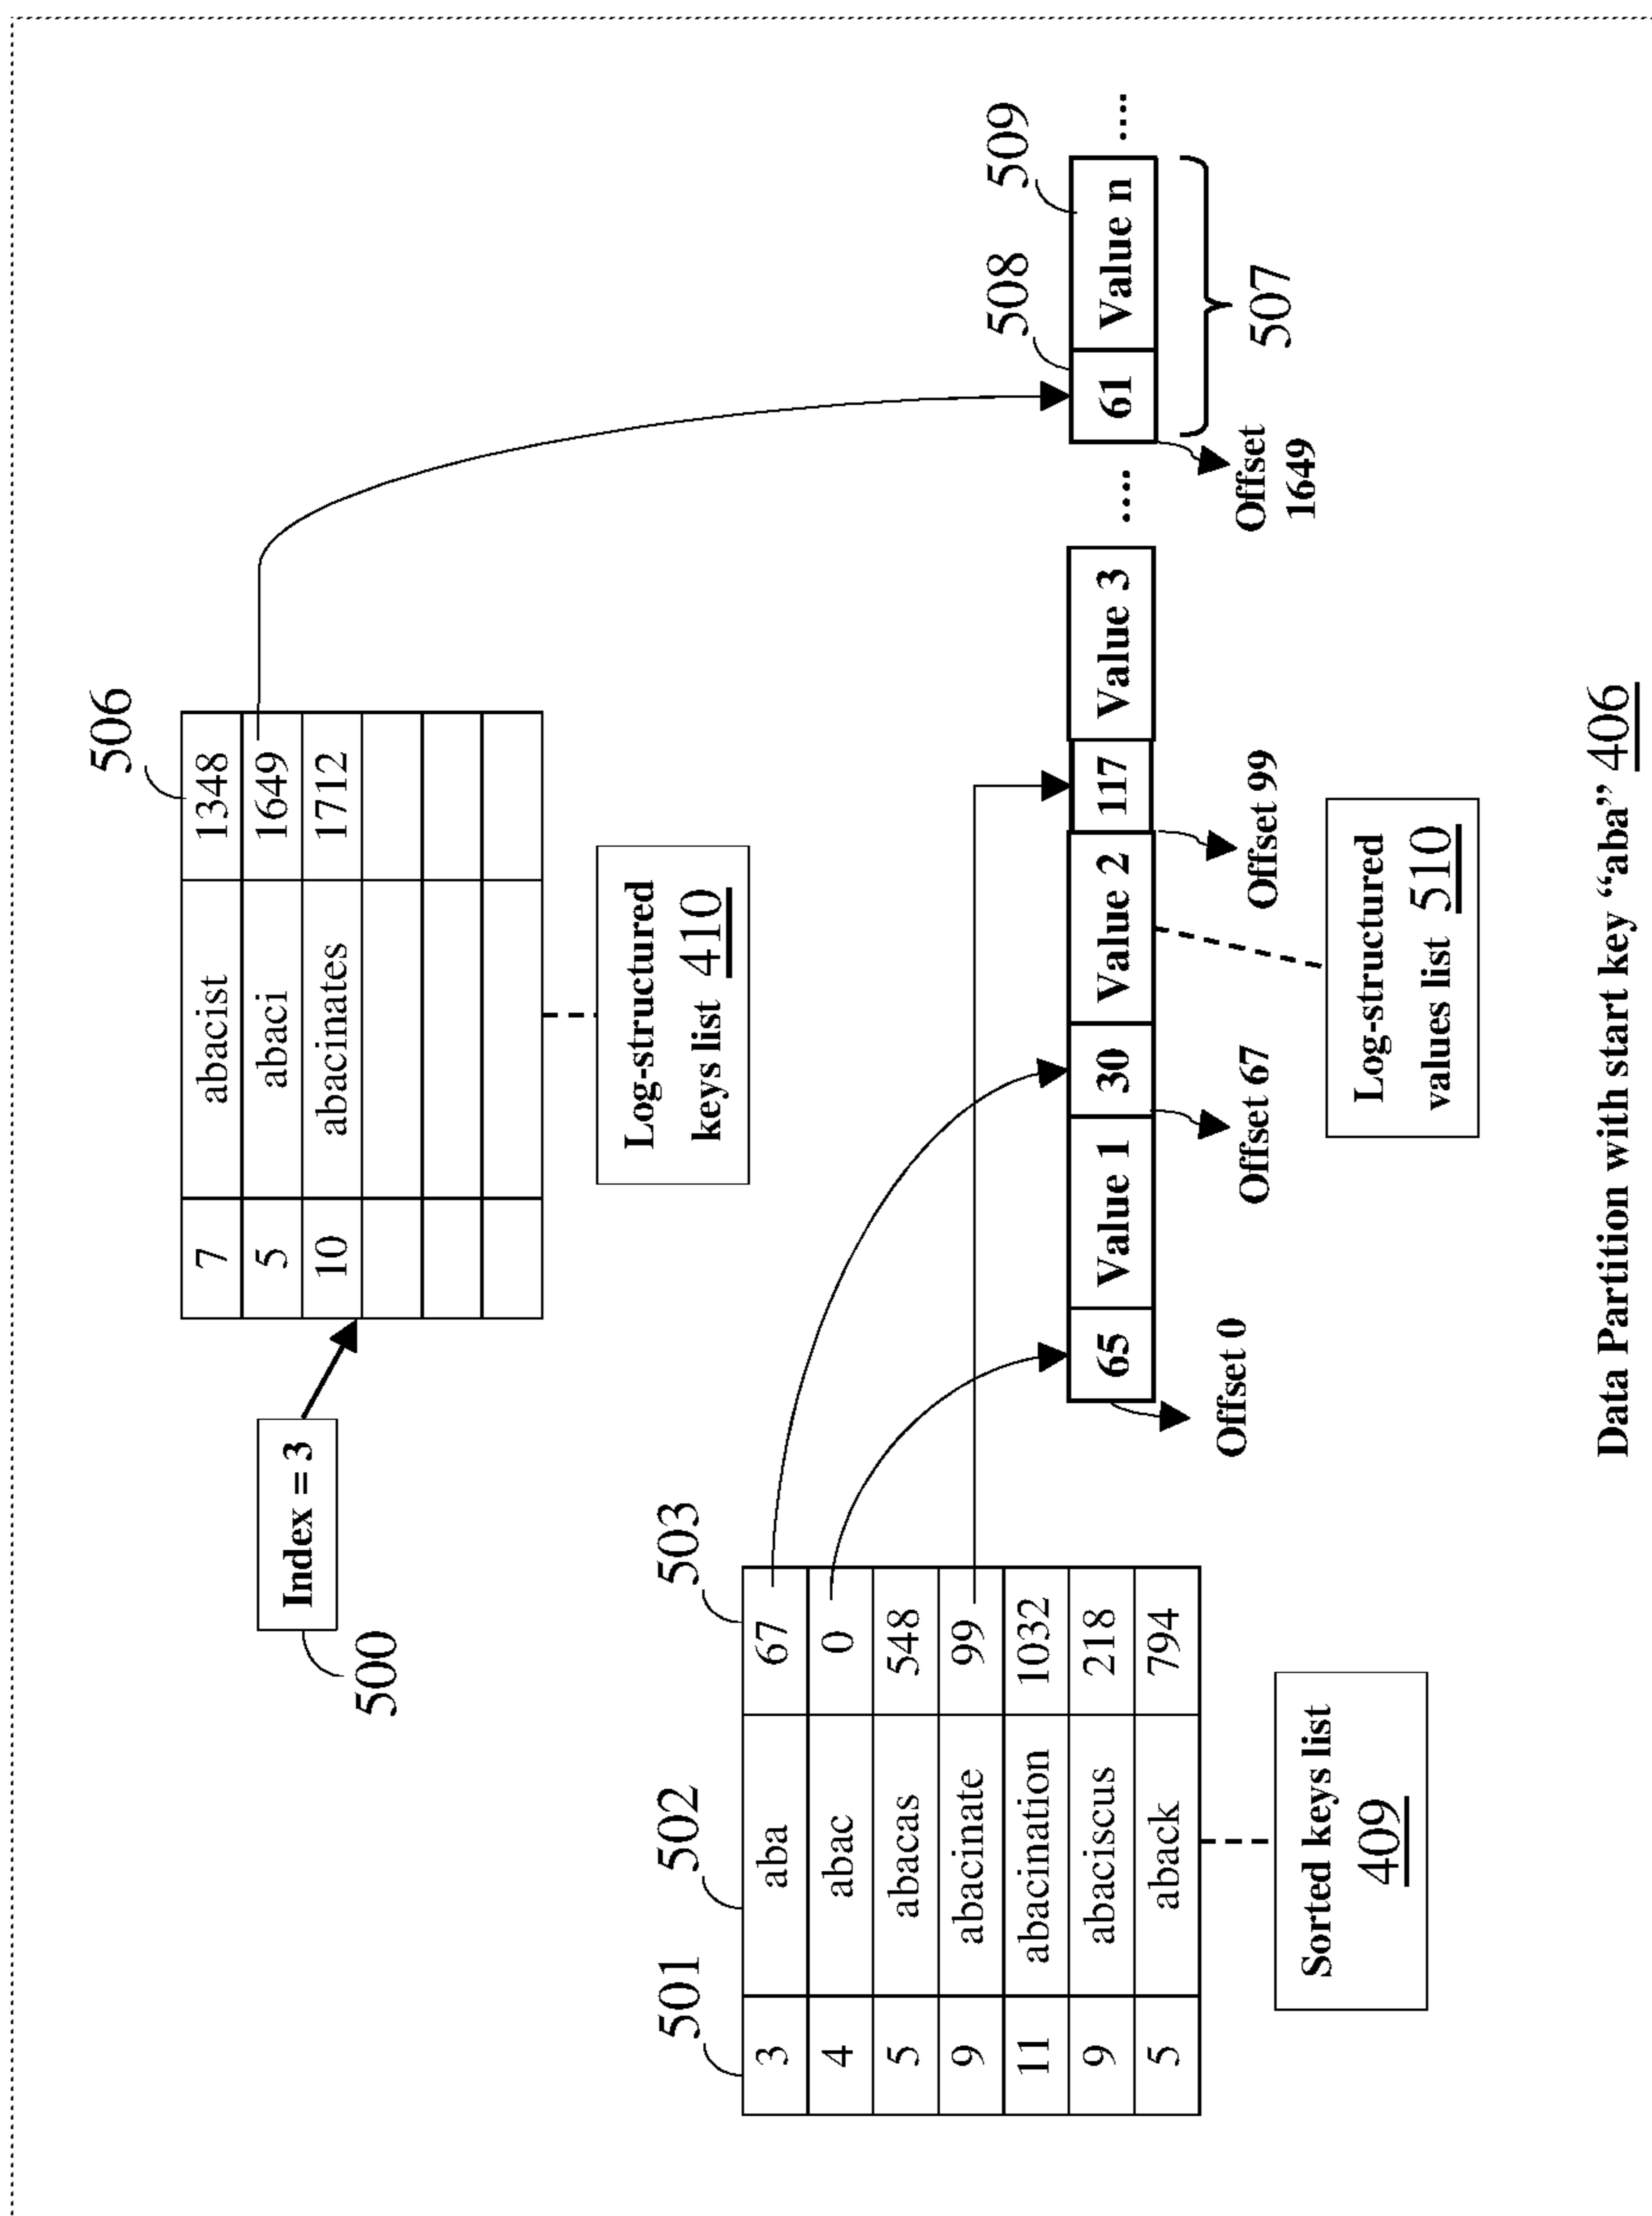 506
7 abacist 1348
5 abaci 1649
10 abacinates 1712
Index = 3
500
Log-structured
keys list 410
501 502 503
3 aba 67
4 abac 0
5 abacas 548
9 abacinate 99
11 abacination 1032
9 abaciscus 218
5 aback 794
Sorted keys list
409
508 509
65 Value 1 30 Value 2 117 Value 3 .... 61 Value n ....
507
Offset 0
Offset 67
Offset 99
Offset
1649
Log-structured
values list 510
Data Partition with start key “aba” 406